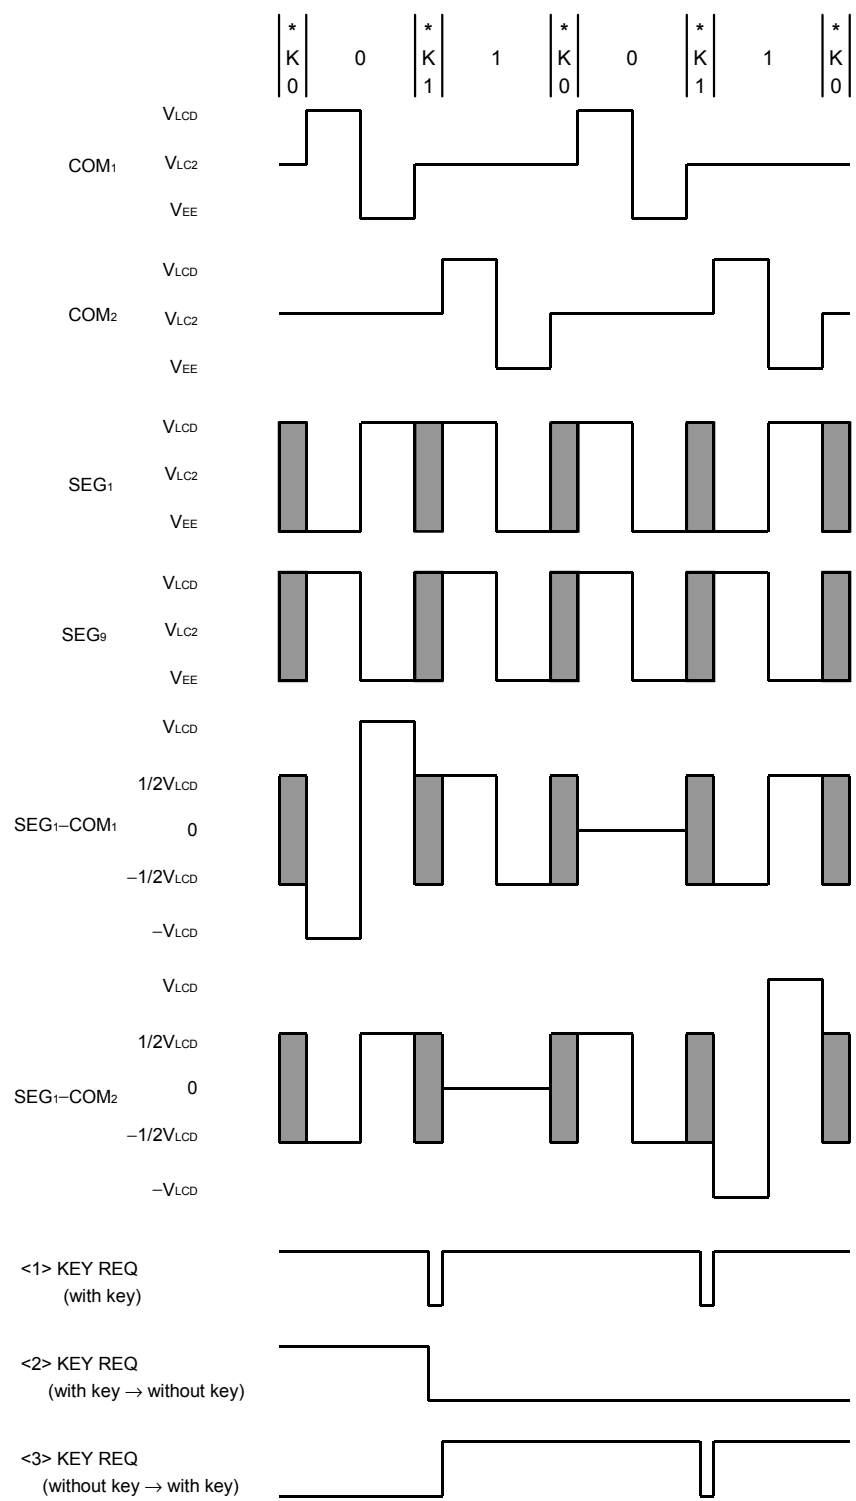 * * * * *
K 0 K 1 K 0 K 1 K
0 1 0 1 0
VLCD
COM1 VLC2
VEE
VLCD
COM2 VLC2
VEE
VLCD
SEG1 VLC2
VEE
VLCD
SEG9 VLC2
VEE
VLCD
1/2VLCD
SEG1–COM1 0
–1/2VLCD
–VLCD
VLCD
1/2VLCD
SEG1–COM2 0
–1/2VLCD
–VLCD
<1> KEY REQ
(with key)
<2> KEY REQ
(with key → without key)
<3> KEY REQ
(without key → with key)